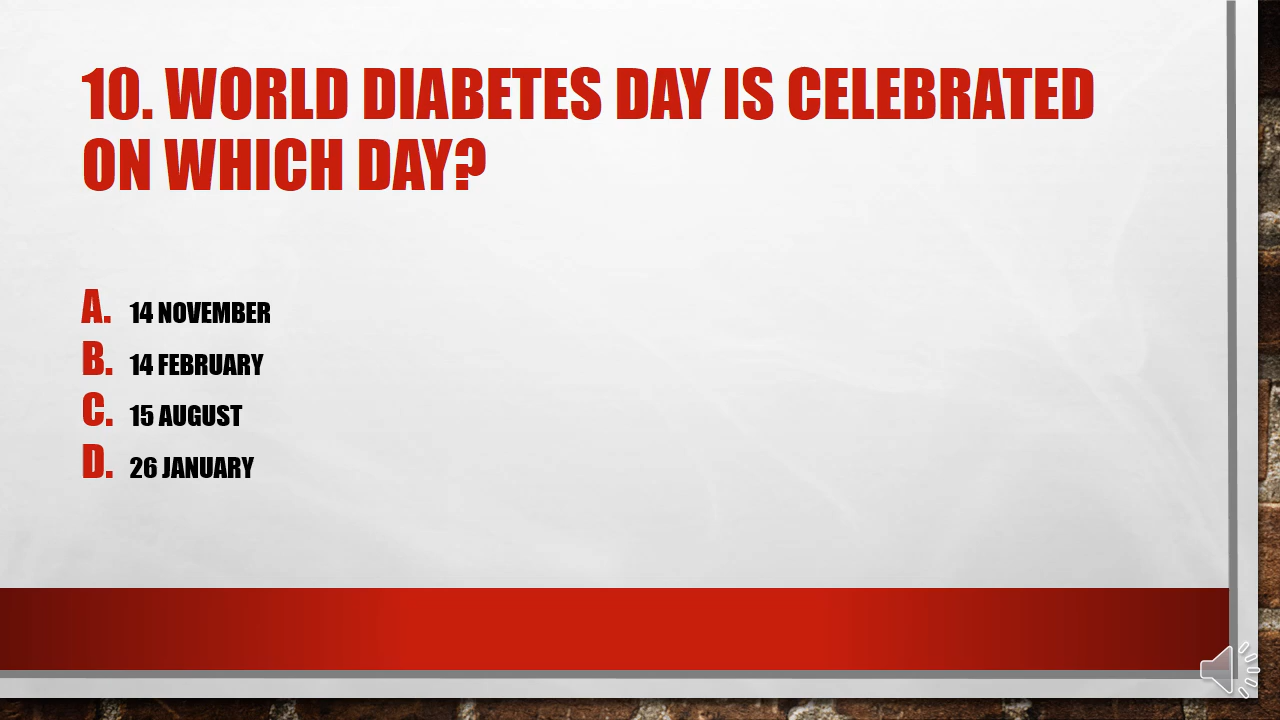 10. WORLD DIABETES DAY IS CELEBRATED
ON WHICH DAY?
A. 14 NOVEMBER
B. 14 FEBRUARY
C. 15 AUGUST
D. 26 JANUARY